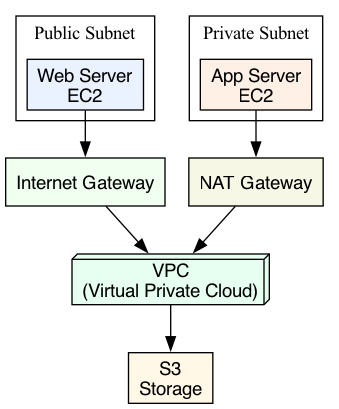 Public Subnet
Private Subnet
Web Server
EC2
App Server
EC2
Internet Gateway
NAT Gateway
VPC
(Virtual Private Cloud)
S3
Storage